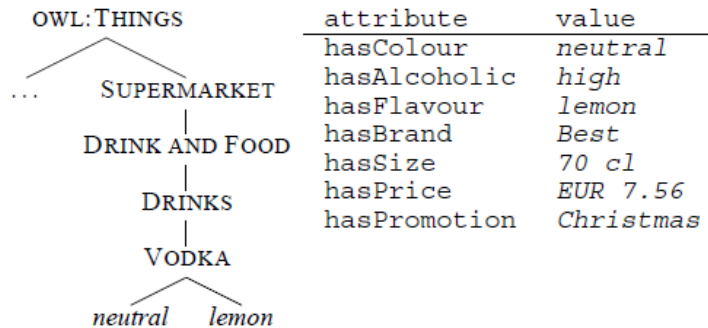 OWL:THINGS
... SUPERMARKET
DRINK AND FOOD
DRINKS
VODKA
neutral lemon
attribute value
hasColour neutral
hasAlcoholic high
hasFlavour lemon
hasBrand Best
hasSize 70 cl
hasPrice EUR 7.56
hasPromotion Christmas